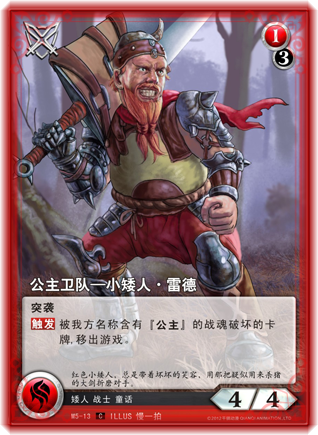 1
3
公主卫队—小矮人·雷德
突袭
触发 被我方名称含有『公主』的战魂破坏的卡
牌,移出游戏。
红色小矮人，总是带着坏坏的笑容，用那把疑似用来杀猪
的大剑折磨对手。
矮人 战士 童话
4 / 4
M5-13 C ILLUS 慢一拍